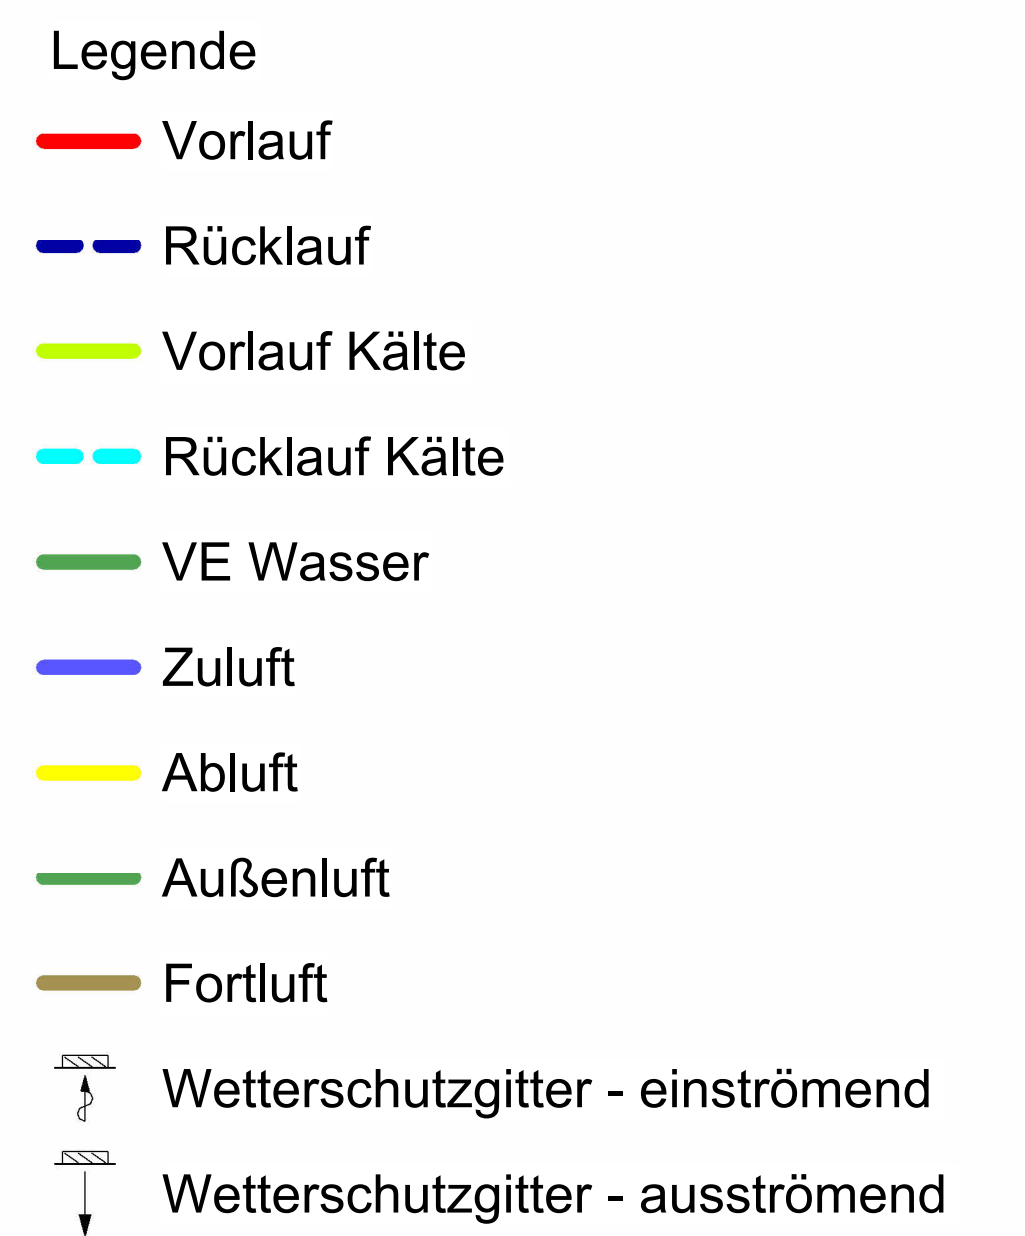 Legende
Vorlauf
Rücklauf
Vorlauf Kälte
Rücklauf Kälte
VE Wasser
Zuluft
Abluft
Außenluft
Fortluft
Wetterschutzgitter - einströmend
Wetterschutzgitter - ausströmend